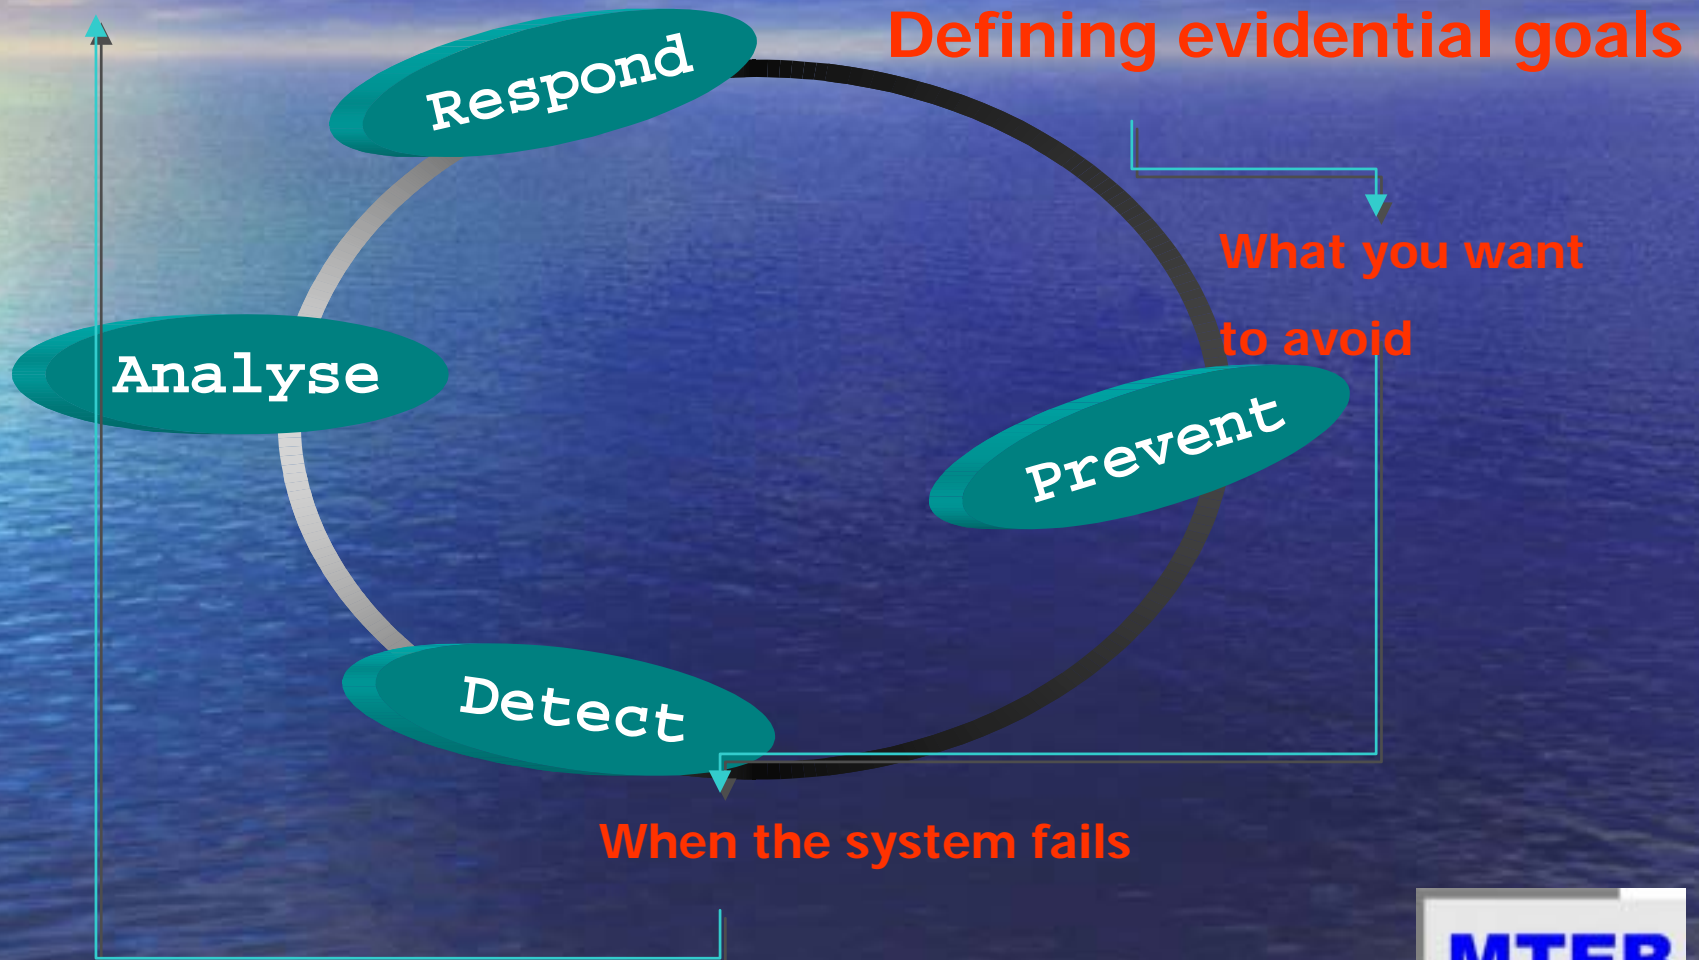 Defining evidential goals
Respond
What you want
to avoid
Analyse
Prevent
Detect
When the system fails